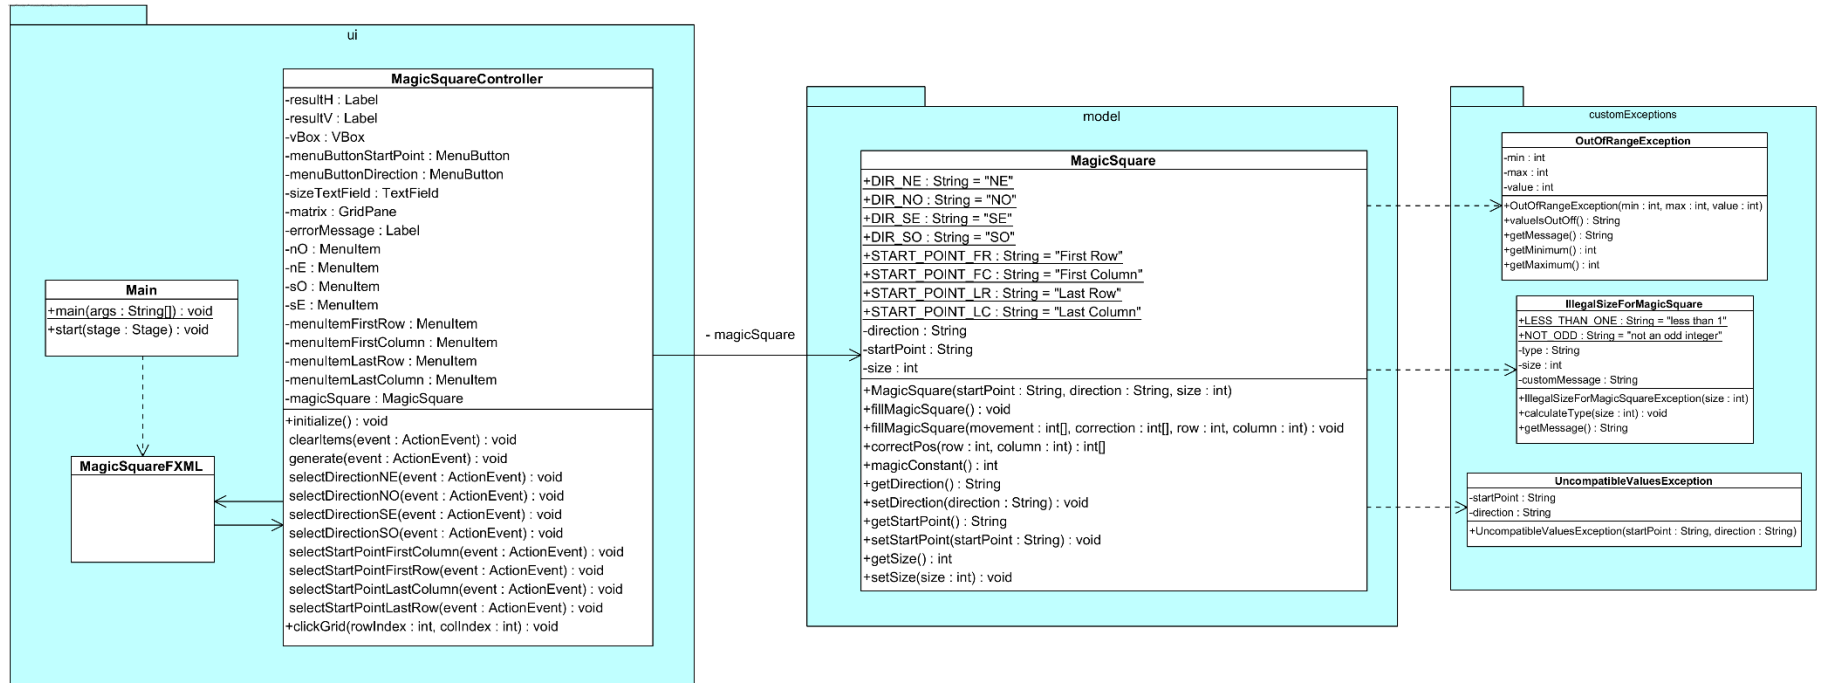 ui
MagicSquareController
-resultH : Label
-resultV : Label
-vBox : VBox
-menuButtonStartPoint : MenuButton
-menuButtonDirection : MenuButton
-sizeTextField : TextField
-matrix : GridPane
-errorMessage : Label
-nO : MenuItem
-nE : MenuItem
-sO : MenuItem
-sE : MenuItem
-menuItemFirstRow : MenuItem
-menuItemFirstColumn : MenuItem
-menuItemLastRow : MenuItem
-menuItemLastColumn : MenuItem
-magicSquare : MagicSquare
+initialize() : void
clearItems(event : ActionEvent) : void
generate(event : ActionEvent) : void
selectDirectionNE(event : ActionEvent) : void
selectDirectionNO(event : ActionEvent) : void
selectDirectionSE(event : ActionEvent) : void
selectDirectionSO(event : ActionEvent) : void
selectStartPointFirstColumn(event : ActionEvent) : void
selectStartPointFirstRow(event : ActionEvent) : void
selectStartPointLastColumn(event : ActionEvent) : void
selectStartPointLastRow(event : ActionEvent) : void
+clickGrid(rowIndex : int, colIndex : int) : void
Main
+main(args : String[]) : void
+start(stage : Stage) : void
MagicSquareFXML
- magicSquare
model
MagicSquare
+DIR_NE : String = "NE"
+DIR_NO : String = "NO"
+DIR_SE : String = "SE"
+DIR_SO : String = "SO"
+START_POINT_FR : String = "First Row"
+START_POINT_FC : String = "First Column"
+START_POINT_LR : String = "Last Row"
+START_POINT_LC : String = "Last Column"
-direction : String
-startPoint : String
-size : int
+MagicSquare(startPoint : String, direction : String, size : int)
+fillMagicSquare() : void
+fillMagicSquare(movement : int[], correction : int[], row : int, column : int) : void
+correctPos(row : int, column : int) : int[]
+magicConstant() : int
+getDirection() : String
+setDirection(direction : String) : void
+getStartPoint() : String
+setStartPoint(startPoint : String) : void
+getSize() : int
+setSize(size : int) : void
customExceptions
OutOfRangeException
-min : int
-max : int
-value : int
+OutOfRangeException(min : int, max : int, value : int)
+valueIsOutOff() : String
+getMessage() : String
+getMinimum() : int
+getMaximum() : int
IllegalSizeForMagicSquare
+LESS_THAN_ONE : String = "less than 1"
+NOT_ODD : String = "not an odd integer"
-type : String
-size : int
-customMessage : String
+IllegalSizeForMagicSquareException(size : int)
+calculateType(size : int) : void
+getMessage() : String
UncompatibleValuesException
-startPoint : String
-direction : String
+UncompatibleValuesException(startPoint : String, direction : String)